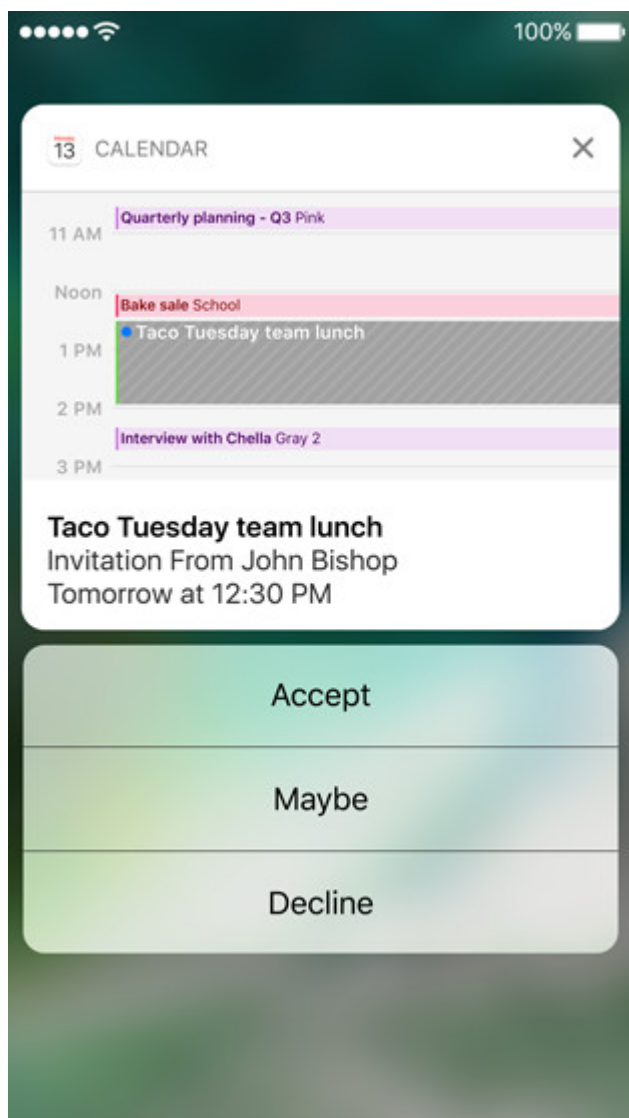 100%
13 CALENDAR
Quarterly planning - Q3 Pink
11 AM
Noon
Bake sale School
Taco Tuesday team lunch
1 PM
2 PM
Interview with Chella Gray 2
3 PM
Taco Tuesday team lunch
Invitation From John Bishop
Tomorrow at 12:30 PM
Accept
Maybe
Decline